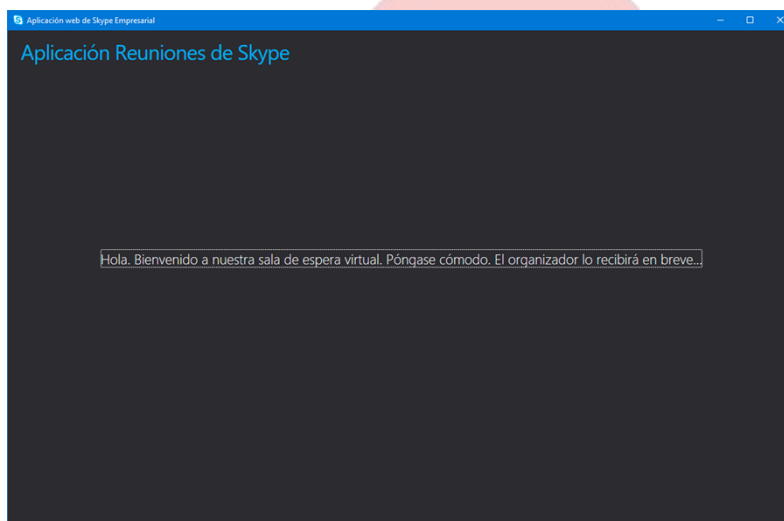 Aplicación web de Skype Empresarial
Aplicación Reuniones de Skype
Hola. Bienvenido a nuestra sala de espera virtual. Póngase cómodo. El organizador lo recibirá en breve...